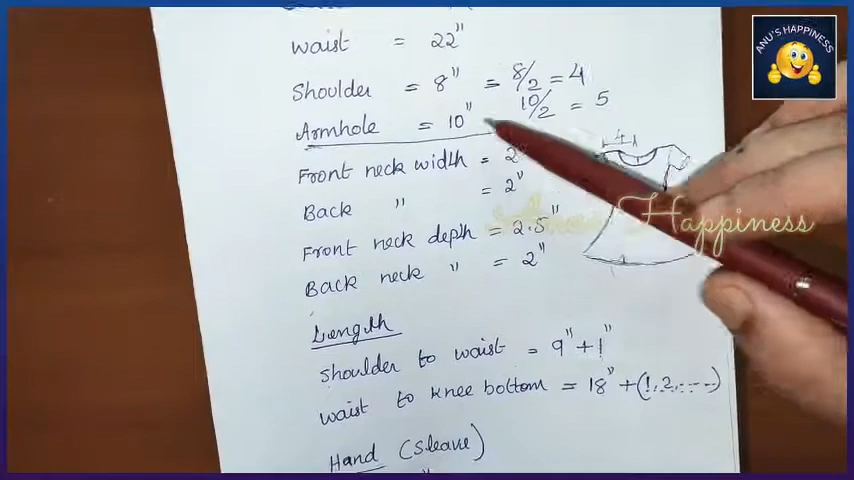 ANU'S HAPPINESS
waist = 22"
Shoulder = 8" = 8/2 = 4
Armhole = 10" 10/2 = 5
Front neck width = 2"
Back " = 2"
Front neck depth = 2.5"
Back neck " = 2"
Length
Shoulder to waist = 9" + 1"
waist to knee bottom = 18" + (1,2,----)
Hand (Sleave)
4
Happiness